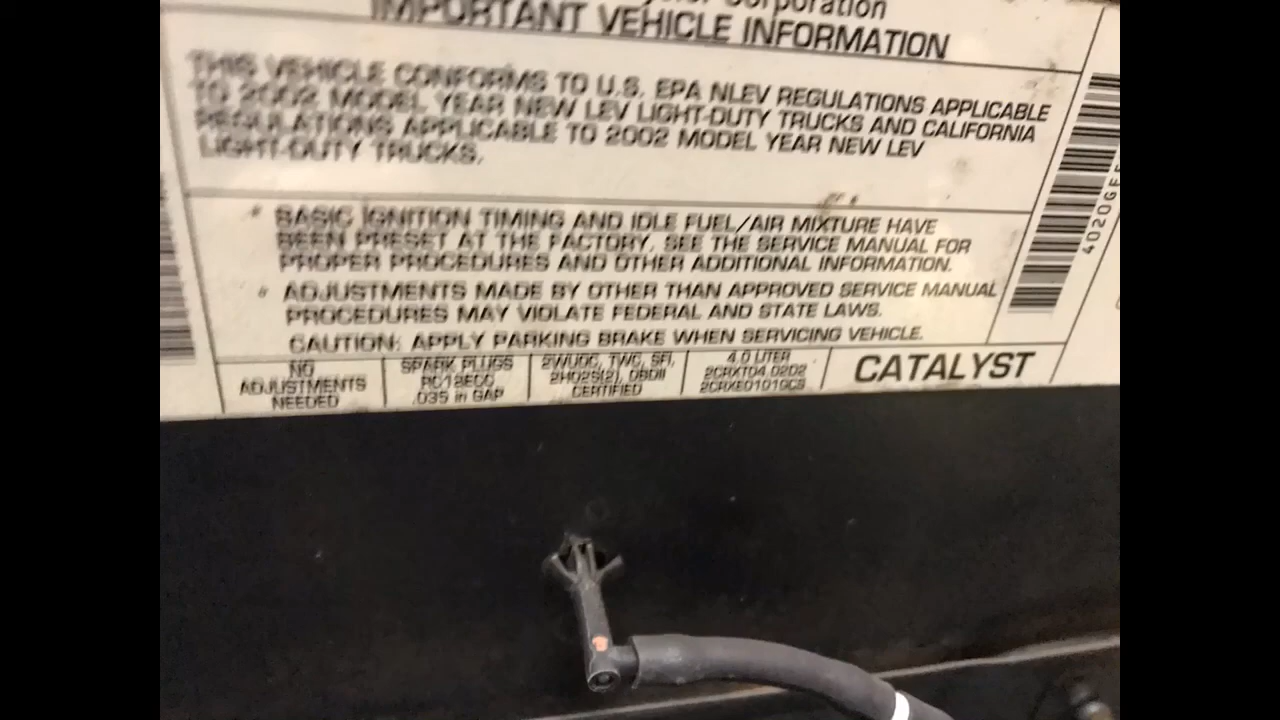 Corporation
IMPORTANT VEHICLE INFORMATION
THIS VEHICLE CONFORMS TO U.S. EPA NLEV REGULATIONS APPLICABLE
TO 2002 MODEL YEAR NEW LEV LIGHT-DUTY TRUCKS AND CALIFORNIA
REGULATIONS APPLICABLE TO 2002 MODEL YEAR NEW LEV
LIGHT-DUTY TRUCKS.
* BASIC IGNITION TIMING AND IDLE FUEL/AIR MIXTURE HAVE
BEEN PRESET AT THE FACTORY. SEE THE SERVICE MANUAL FOR
PROPER PROCEDURES AND OTHER ADDITIONAL INFORMATION.
* ADJUSTMENTS MADE BY OTHER THAN APPROVED SERVICE MANUAL
PROCEDURES MAY VIOLATE FEDERAL AND STATE LAWS.
CAUTION: APPLY PARKING BRAKE WHEN SERVICING VEHICLE.
NO
ADJUSTMENTS
NEEDED
SPARK PLUGS
RC12ECC
.035 in GAP
2WUOC, TWC, SFI,
2HO2S(2), OBDII
CERTIFIED
4.0 LITER
2CRXT04.02D2
CATALYST